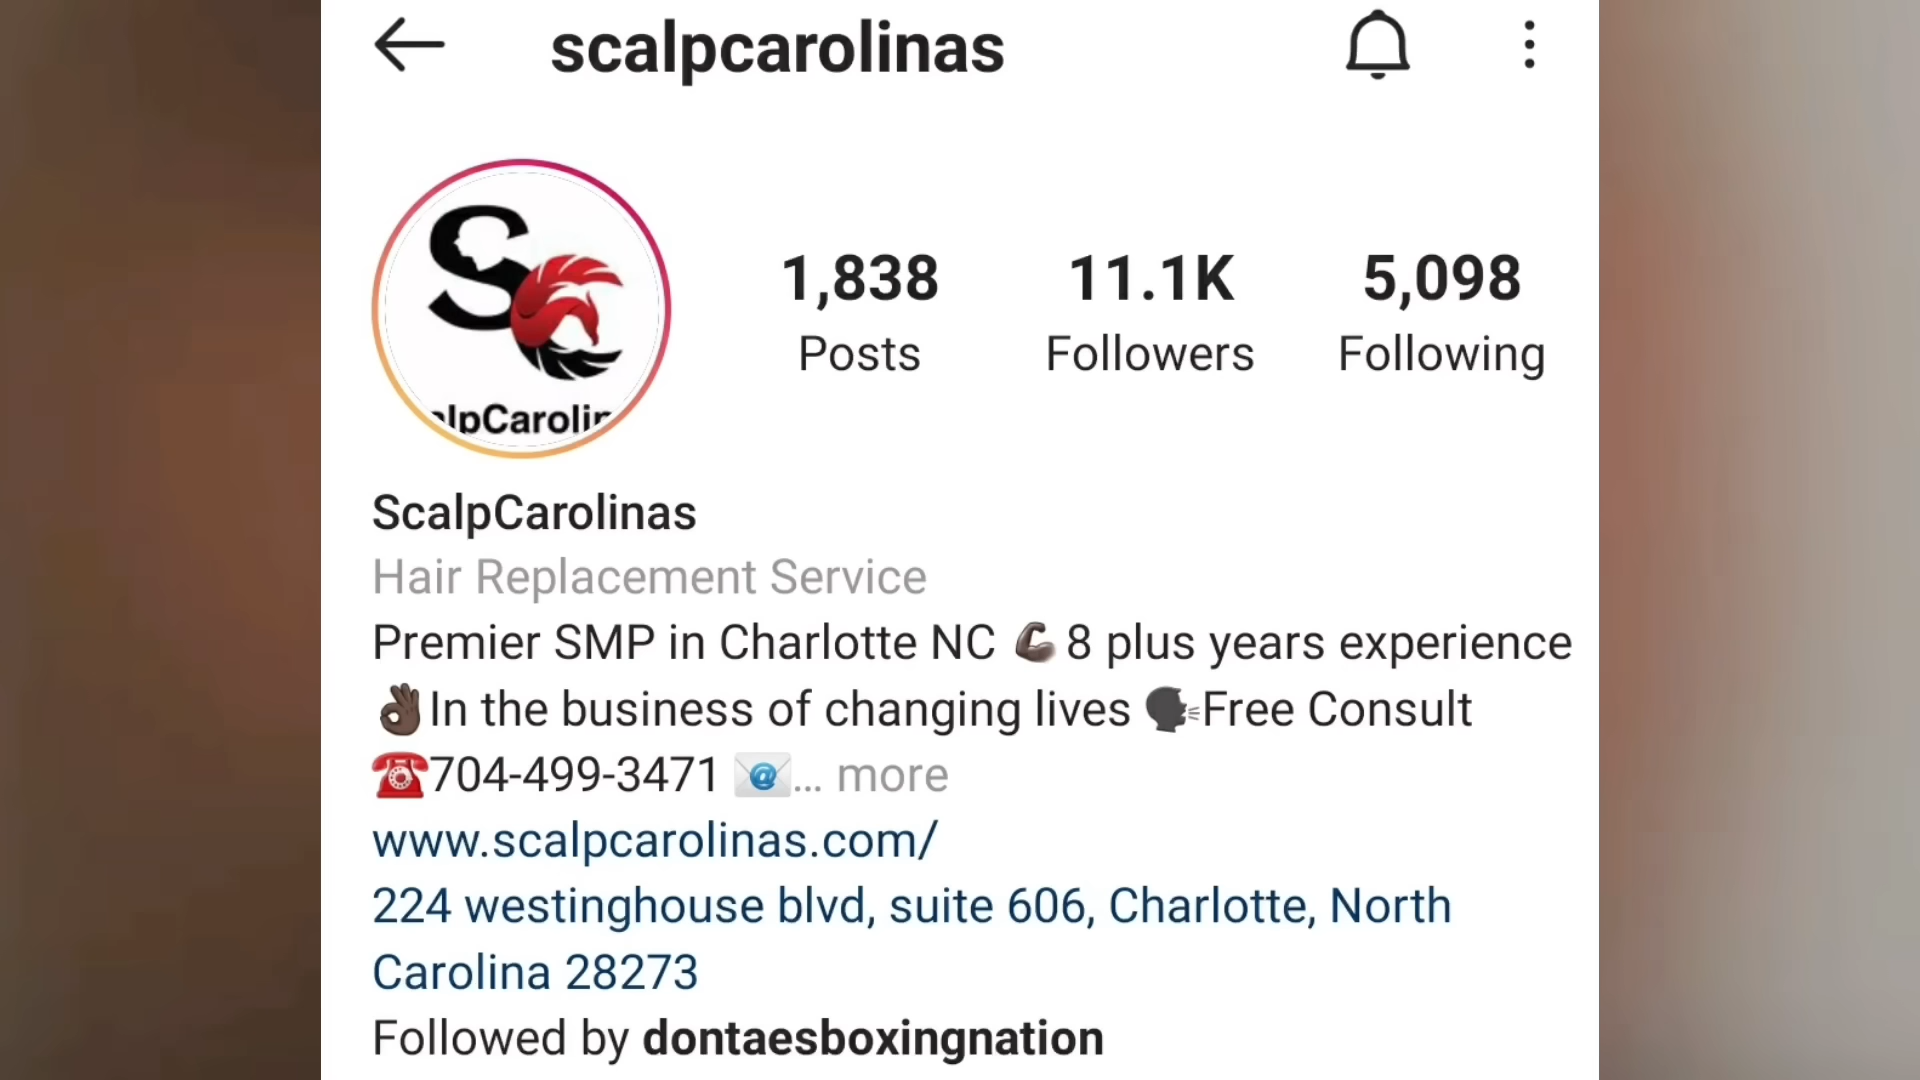 scalpcarolinas
SC
alpCarolin
1,838 11.1K 5,098
Posts Followers Following
ScalpCarolinas
Hair Replacement Service
Premier SMP in Charlotte NC 💪🏿 8 plus years experience
👌🏿In the business of changing lives 🗣Free Consult
☎️704-499-3471 📧... more
www.scalpcarolinas.com/
224 westinghouse blvd, suite 606, Charlotte, North
Carolina 28273
Followed by dontaesboxingnation